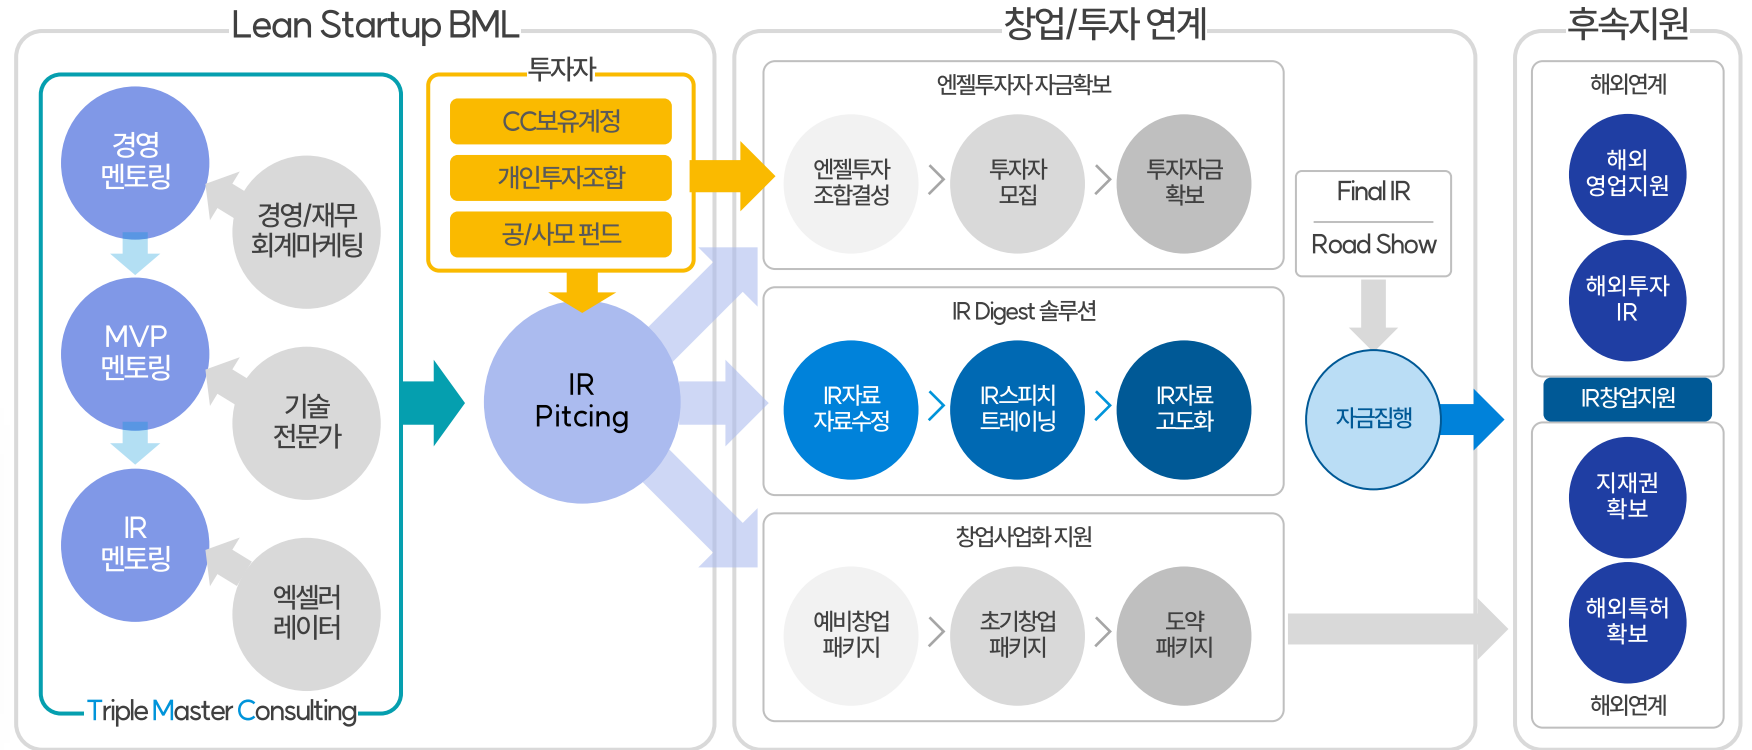 Lean Startup BML
경영
멘토링
경영/재무
회계마케팅
MVP
멘토링
기술
전문가
IR
멘토링
엑셀러
레이터
Triple Master Consulting
투자자
CC보유계정
개인투자조합
공/사모 펀드
IR
Pitcing
창업/투자 연계
엔젤투자자 자금확보
엔젤투자
조합결성
투자자
모집
투자자금
확보
IR Digest 솔루션
IR자료
자료수정
IR스피치
트레이닝
IR자료
고도화
창업사업화 지원
예비창업
패키지
초기창업
패키지
도약
패키지
Final IR
Road Show
자금집행
후속지원
해외연계
해외
영업지원
해외투자
IR
IR창업지원
지재권
확보
해외특허
확보
해외연계